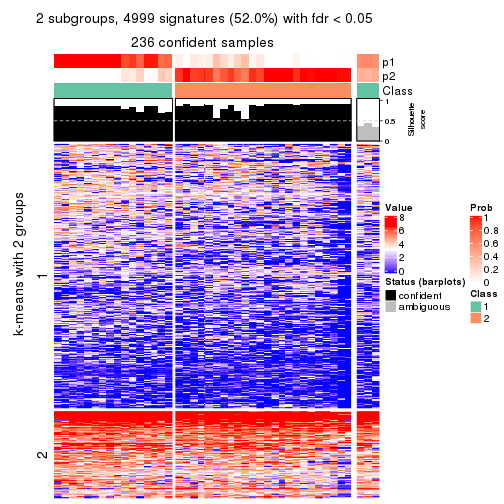 2 subgroups, 4999 signatures (52.0%) with fdr < 0.05
236 confident samples
p1
p2
Class
1
0.5
0
Silhouette
score
k-means with 2 groups
1
2
Value
8
6
4
2
0
Status (barplots)
confident
ambiguous
Prob
1
0.8
0.6
0.4
0.2
0
Class
1
2